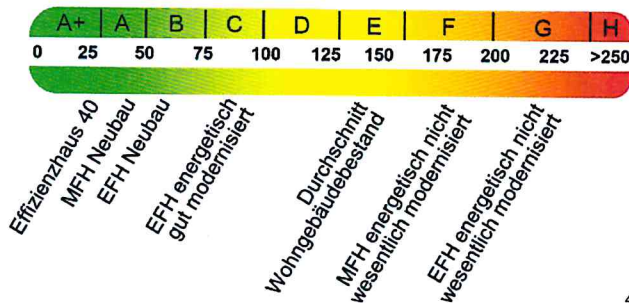 A+ A B C D E F G H
0 25 50 75 100 125 150 175 200 225 >250
Effizienzhaus 40
MFH Neubau
EFH Neubau
EFH energetisch
gut modernisiert
Durchschnitt
Wohngebäudebestand
MFH energetisch nicht
wesentlich modernisiert
EFH energetisch nicht
wesentlich modernisiert